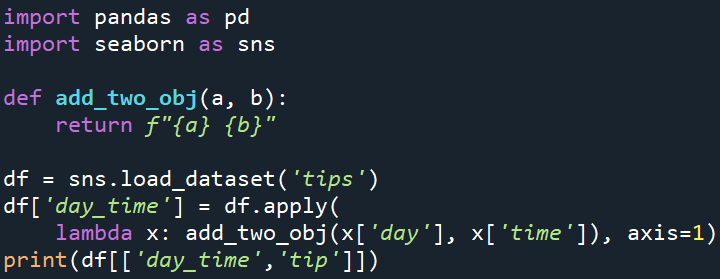 import pandas as pd
import seaborn as sns
def add_two_obj(a, b):
    return f"{a} {b}"
df = sns.load_dataset('tips')
df['day_time'] = df.apply(
    lambda x: add_two_obj(x['day'], x['time']), axis=1)
print(df[['day_time','tip']])